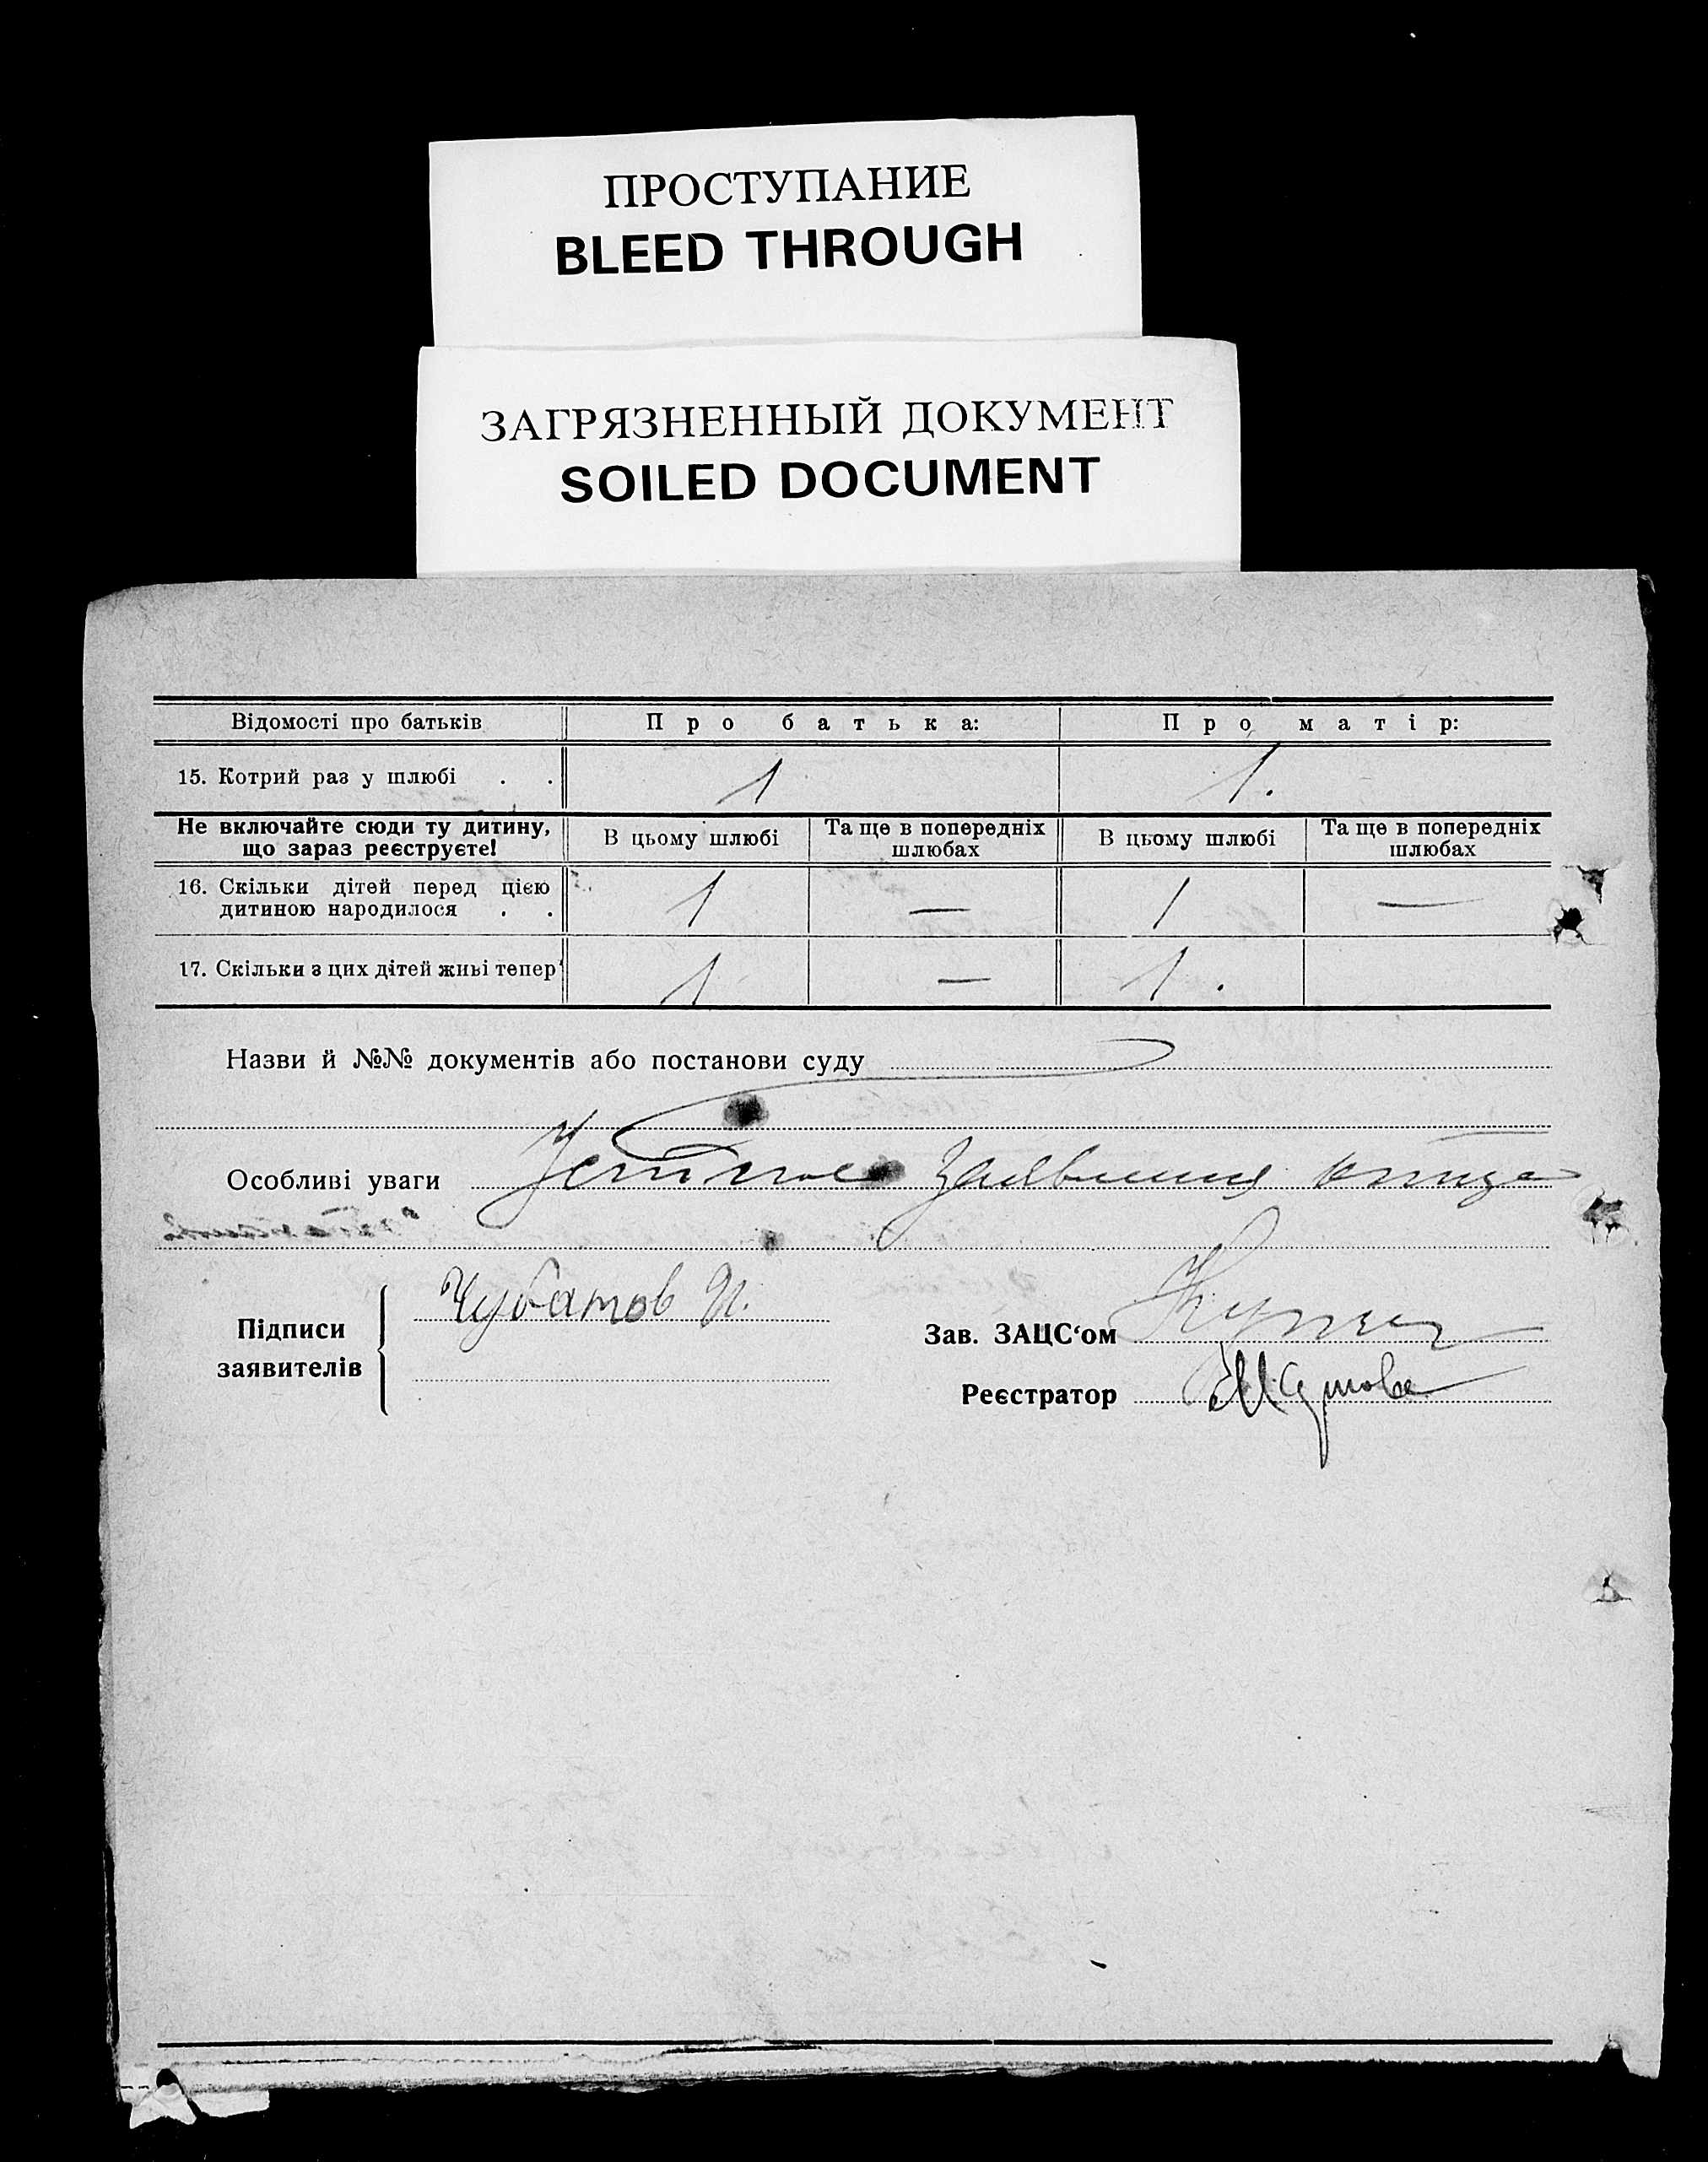 ПРОСТУПАНИЕ
BLEED THROUGH
ЗАГРЯЗНЕННЫЙ ДОКУМЕНТ
SOILED DOCUMENT
Відомості про батьків Про батька: Про матір:
15. Котрий раз у шлюбі . . 1 1.
Не включайте сюди ту дитину, що зараз реєструєте! В цьому шлюбі Та ще в попередніх шлюбах В цьому шлюбі Та ще в попередніх шлюбах
16. Скільки дітей перед цією дитиною народилося . . 1 — 1 —
17. Скільки з цих дітей живі тепер 1 — 1.
Назви й №№ документів або постанови суду
Особливі уваги
Підписи заявителів Чубатов И.
Зав. ЗАЦС‘ом
Реєстратор